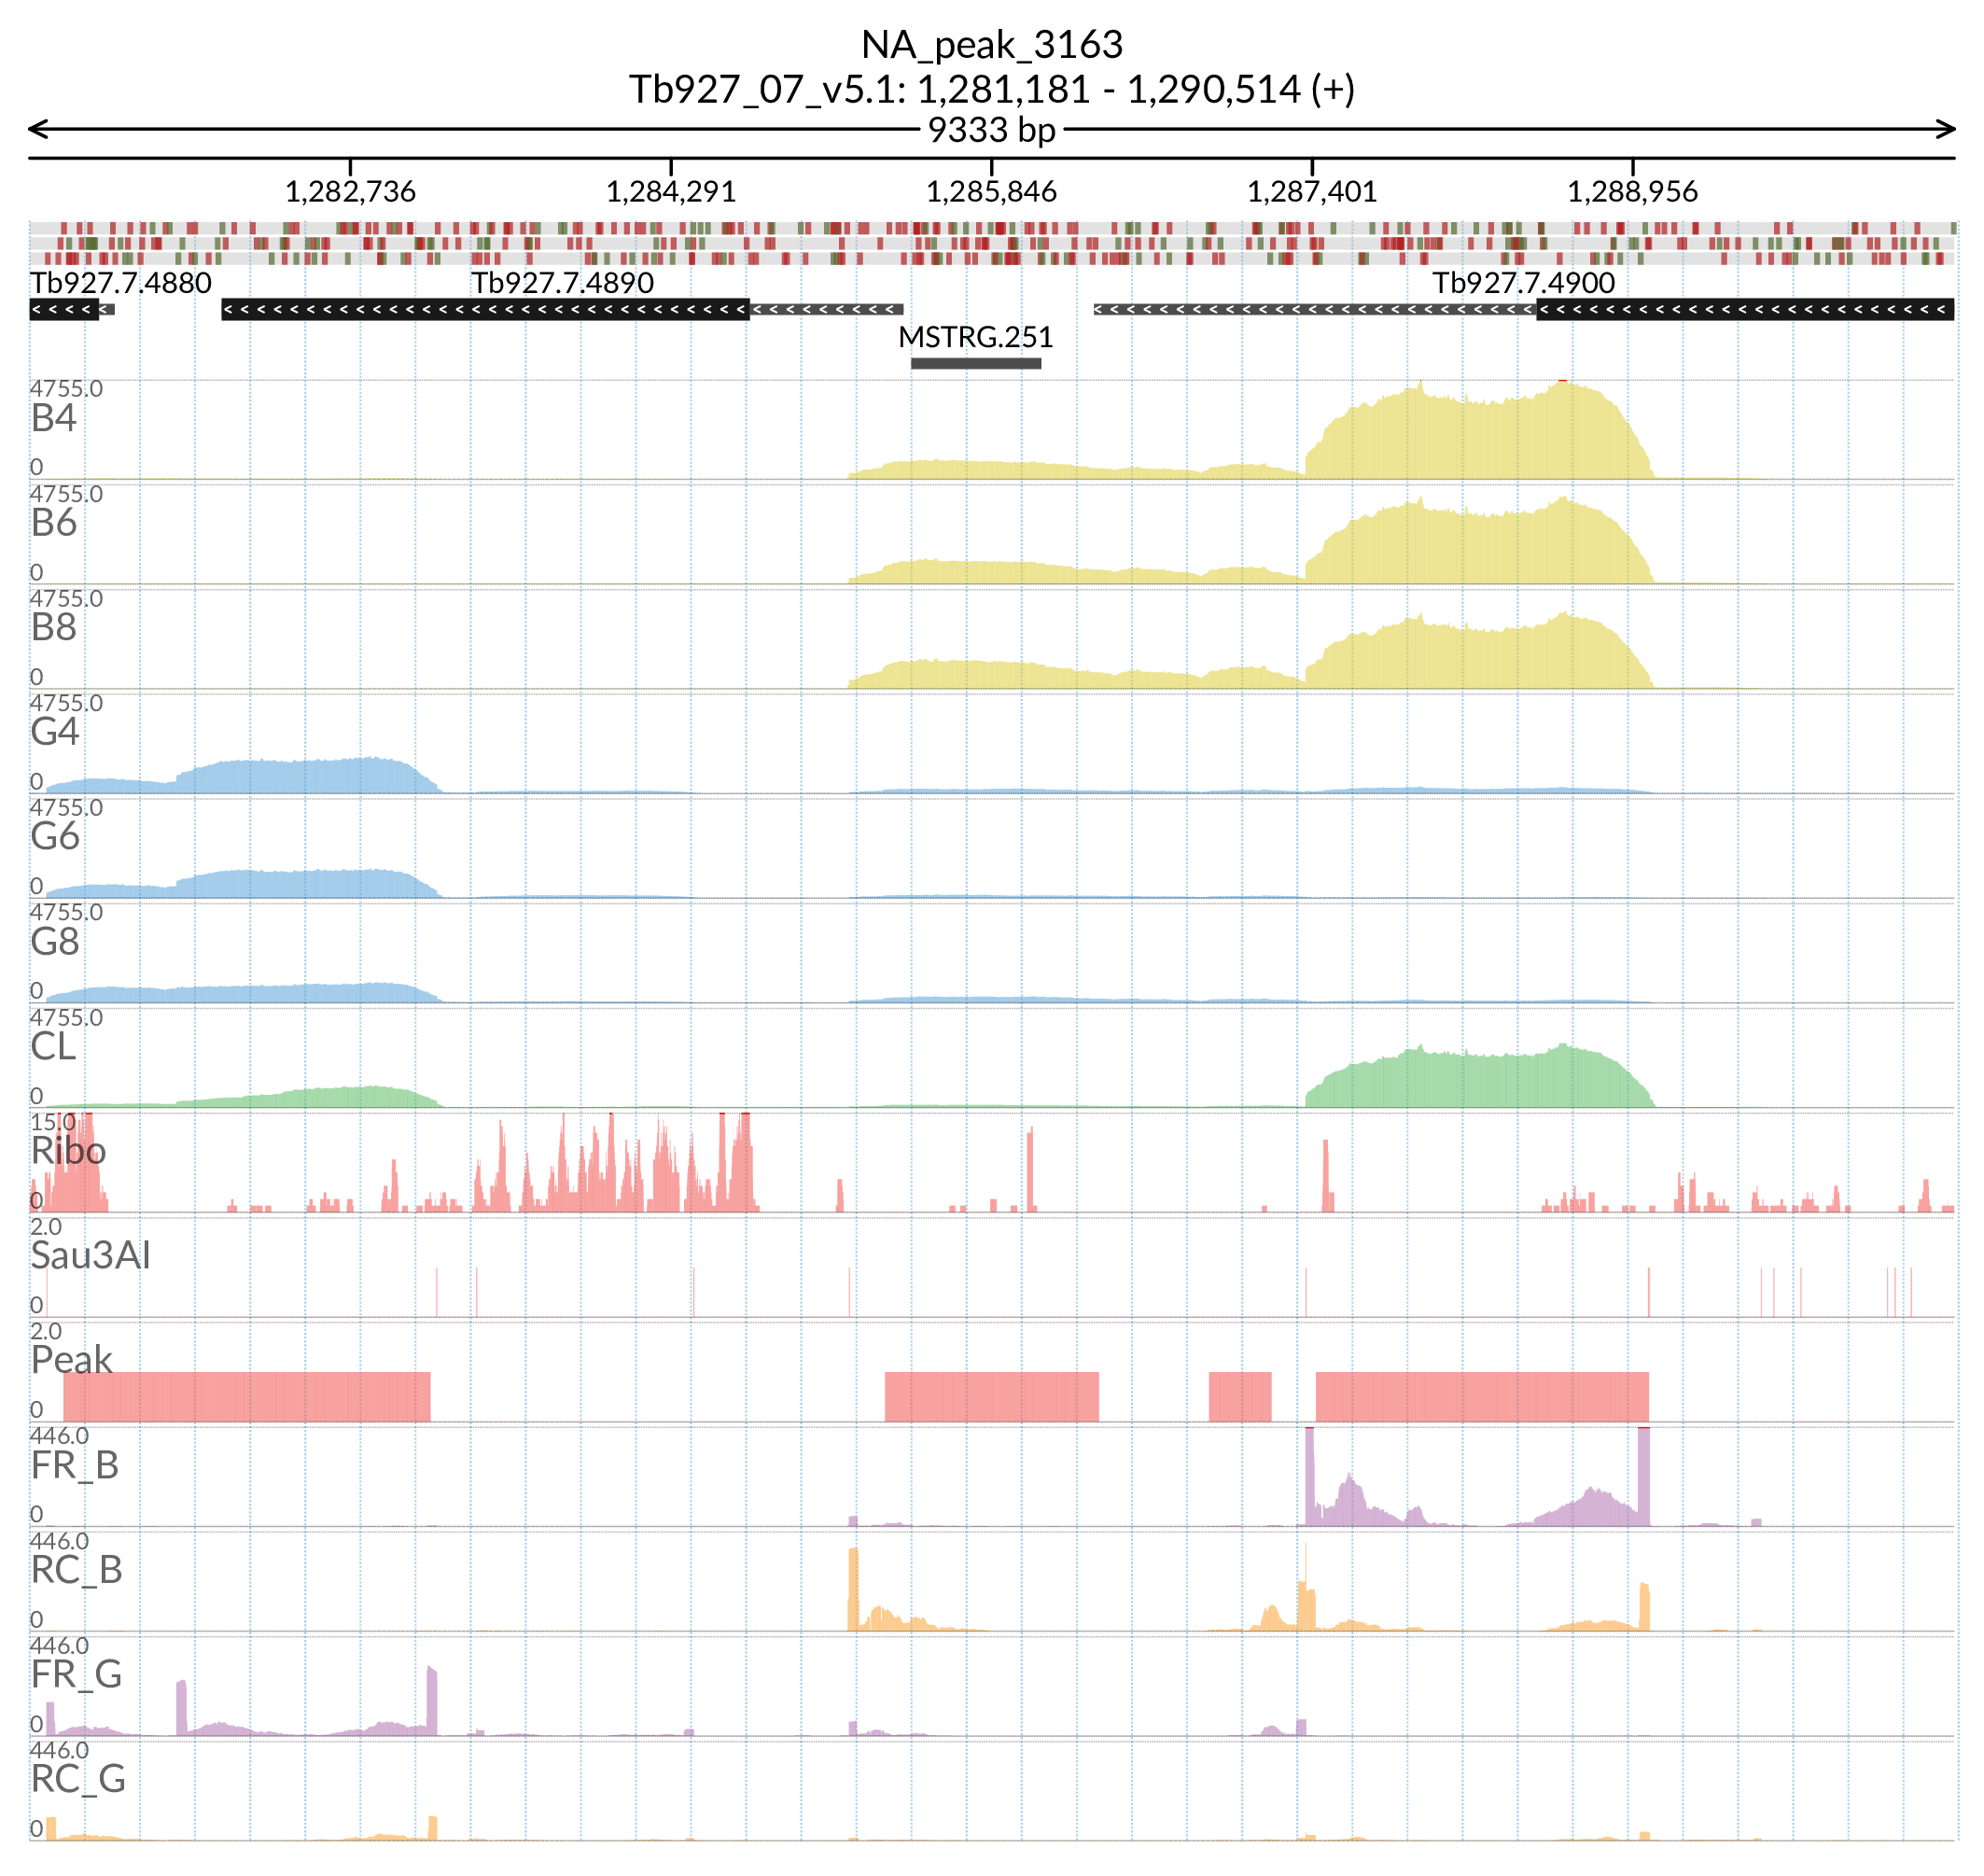 NA_peak_3163
Tb927_07_v5.1: 1,281,181 - 1,290,514 (+)
9333 bp
1,282,736 1,284,291 1,285,846 1,287,401 1,288,956
Tb927.7.4880 Tb927.7.4890 Tb927.7.4900
MSTRG.251
4755.0
B4
0
4755.0
B6
0
4755.0
B8
0
4755.0
G4
0
4755.0
G6
0
4755.0
G8
0
4755.0
CL
0
15.0
Ribo
0
2.0
Sau3AI
0
2.0
Peak
0
446.0
FR_B
0
446.0
RC_B
0
446.0
FR_G
0
446.0
RC_G
0